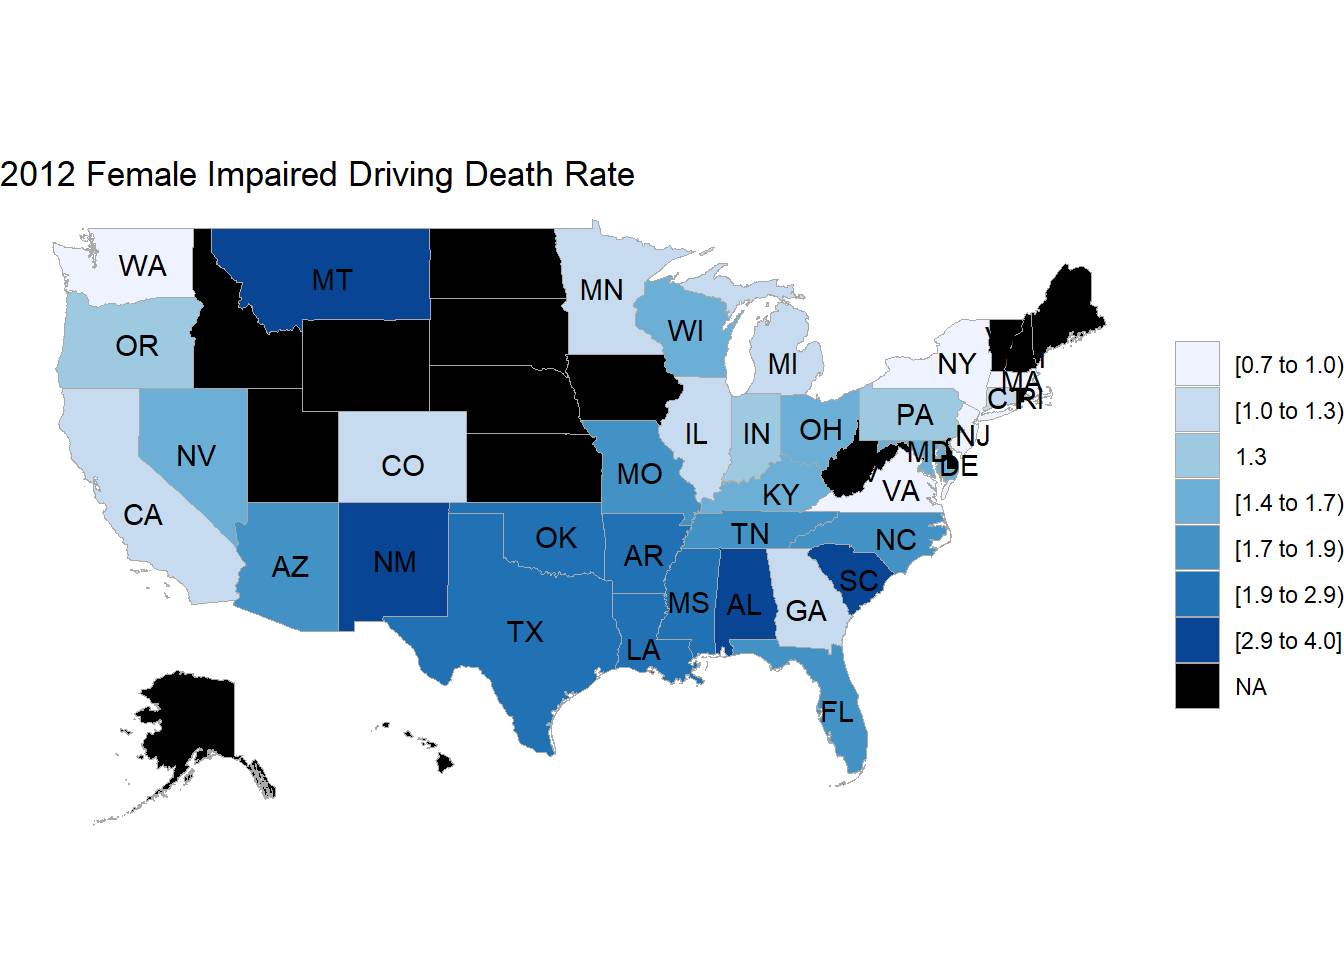 2012 Female Impaired Driving Death Rate
WA
MT
MN
OR
WI
MI
NY
MA
CT
RI
PA
NJ
NV
CO
IL
IN
OH
MD
DE
MO
KY
VA
CA
AZ
NM
OK
AR
TN
NC
SC
MS
AL
GA
TX
LA
FL
[0.7 to 1.0)
[1.0 to 1.3)
1.3
[1.4 to 1.7)
[1.7 to 1.9)
[1.9 to 2.9)
[2.9 to 4.0]
NA